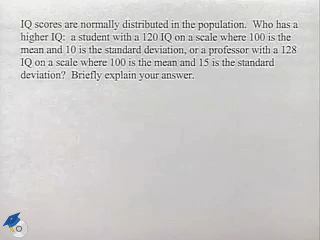 IQ scores are normally distributed in the population.  Who has a
higher IQ:  a student with a 120 IQ on a scale where 100 is the
mean and 10 is the standard deviation, or a professor with a 128
IQ on a scale where 100 is the mean and 15 is the standard
deviation?  Briefly explain your answer.